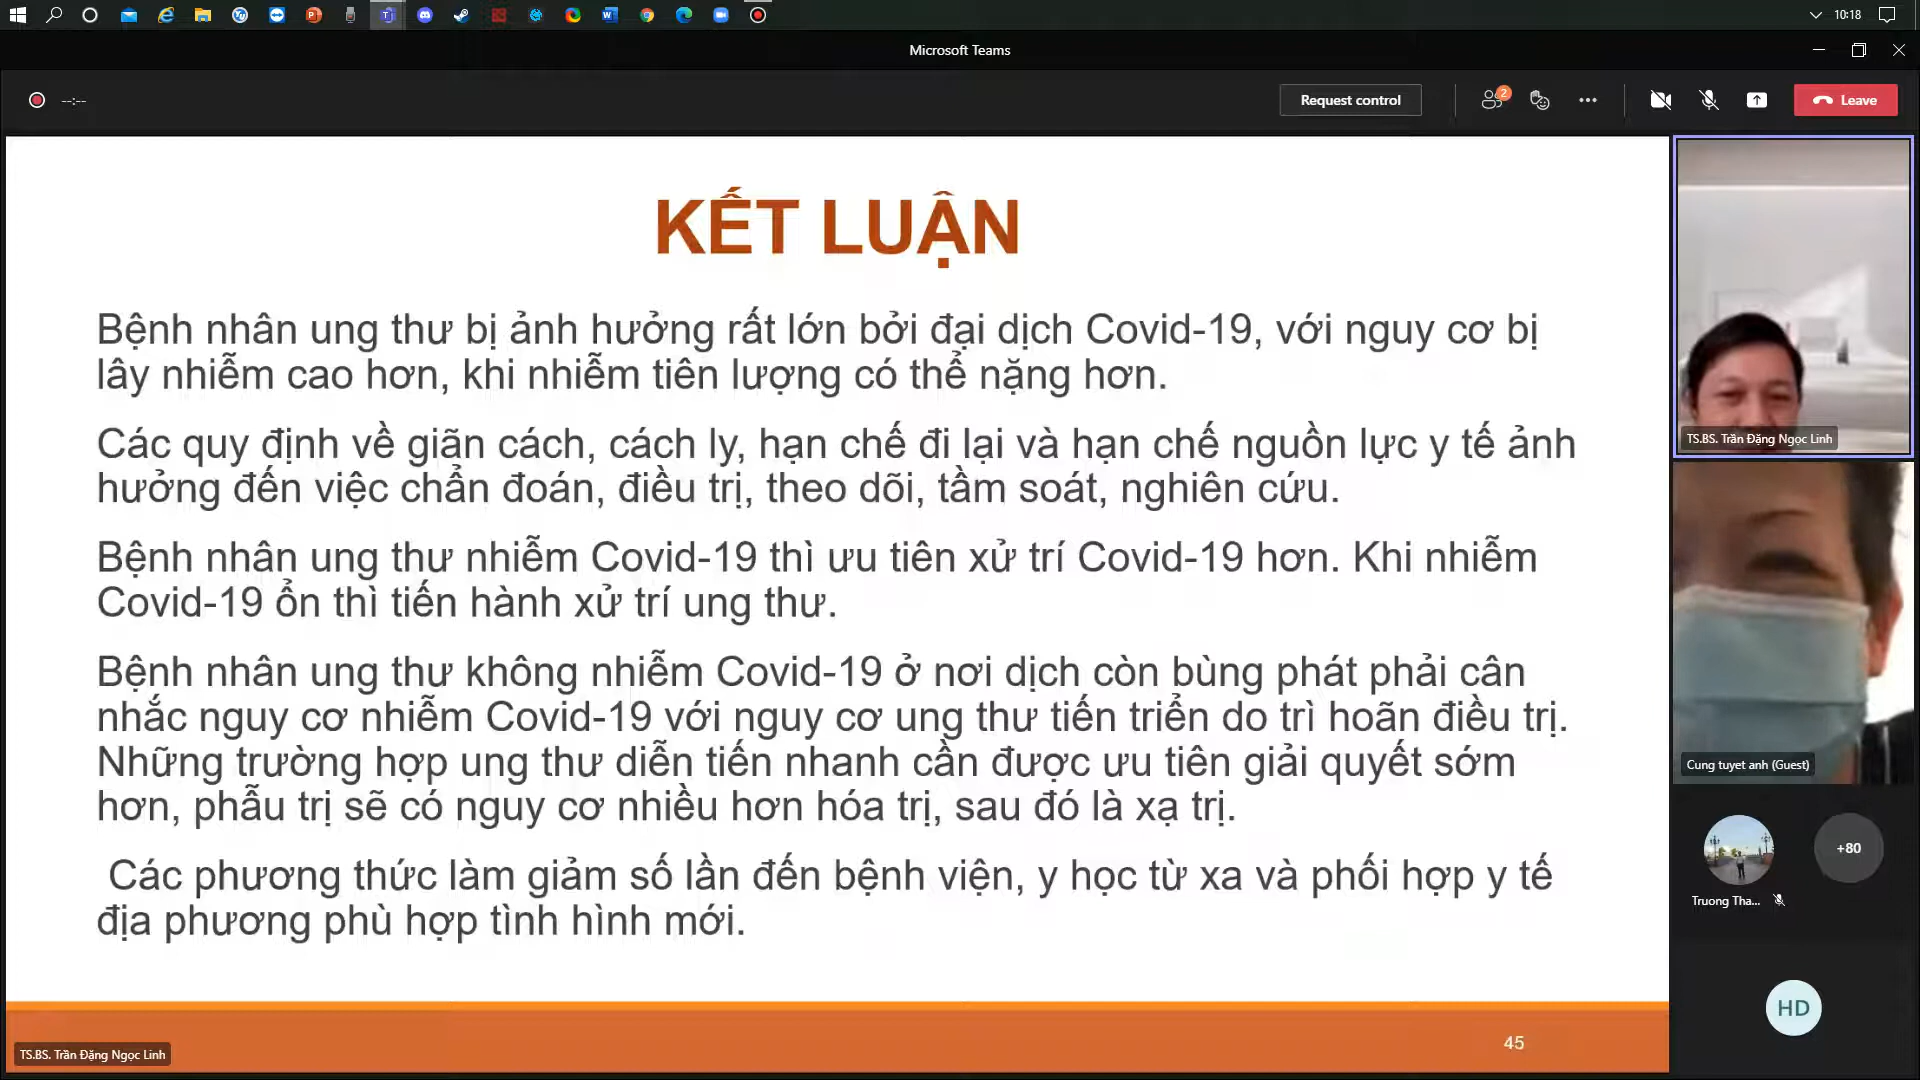 10:18
Microsoft Teams
--:--
Request control
2
Leave
KẾT LUẬN
Bệnh nhân ung thư bị ảnh hưởng rất lớn bởi đại dịch Covid-19, với nguy cơ bị
lây nhiễm cao hơn, khi nhiễm tiên lượng có thể nặng hơn.
Các quy định về giãn cách, cách ly, hạn chế đi lại và hạn chế nguồn lực y tế ảnh
hưởng đến việc chẩn đoán, điều trị, theo dõi, tầm soát, nghiên cứu.
Bệnh nhân ung thư nhiễm Covid-19 thì ưu tiên xử trí Covid-19 hơn. Khi nhiễm
Covid-19 ổn thì tiến hành xử trí ung thư.
Bệnh nhân ung thư không nhiễm Covid-19 ở nơi dịch còn bùng phát phải cân
nhắc nguy cơ nhiễm Covid-19 với nguy cơ ung thư tiến triển do trì hoãn điều trị.
Những trường hợp ung thư diễn tiến nhanh cần được ưu tiên giải quyết sớm
hơn, phẫu trị sẽ có nguy cơ nhiều hơn hóa trị, sau đó là xạ trị.
Các phương thức làm giảm số lần đến bệnh viện, y học từ xa và phối hợp y tế
địa phương phù hợp tình hình mới.
45
TS.BS. Trần Đặng Ngọc Linh
TS.BS. Trần Đặng Ngọc Linh
Cung tuyet anh (Guest)
+80
Truong Tha...
HD